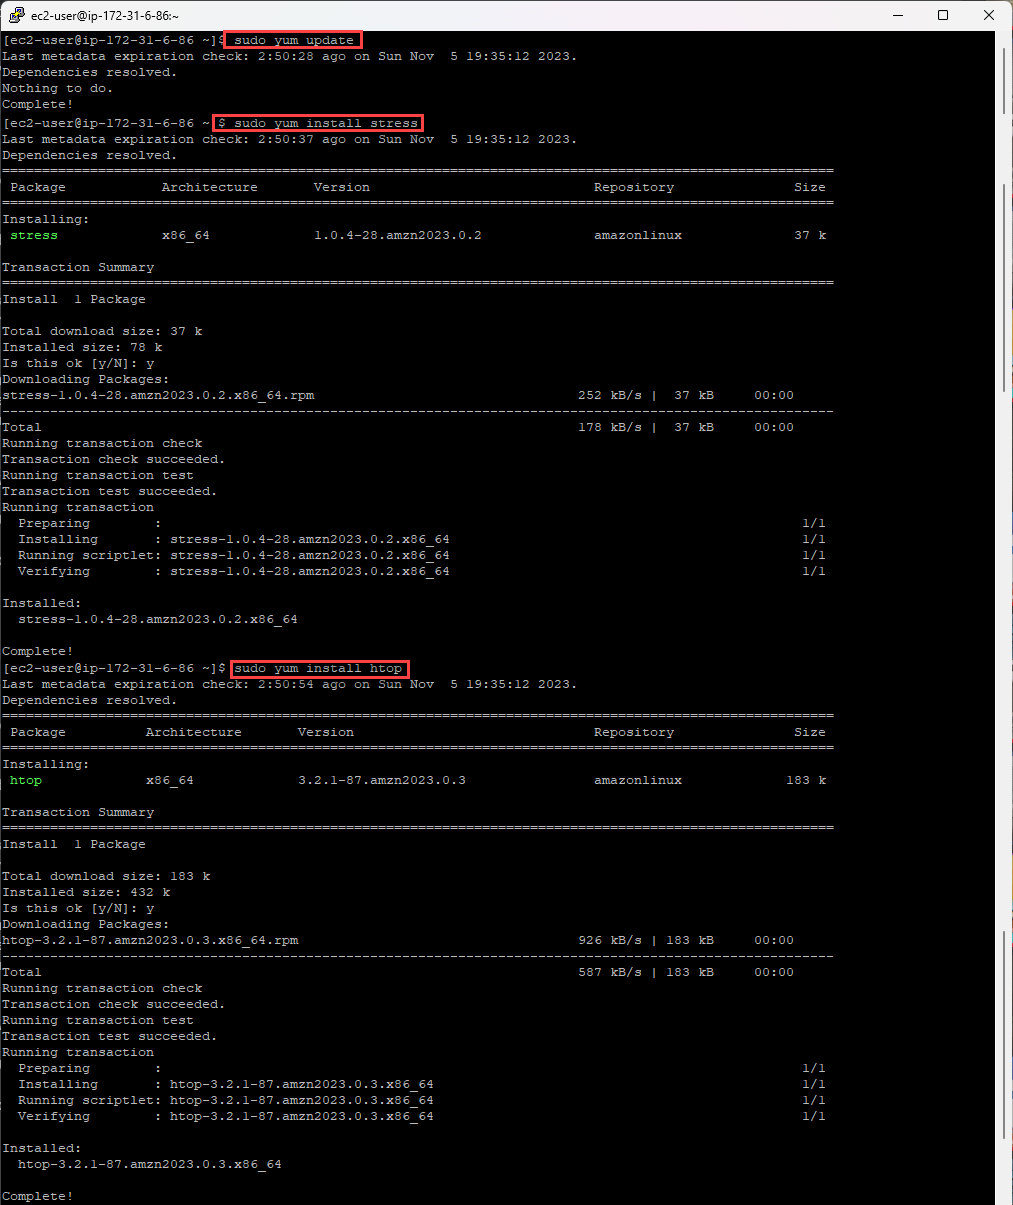 ec2-user@ip-172-31-6-86:~
[ec2-user@ip-172-31-6-86 ~]$ sudo yum update
Last metadata expiration check: 2:50:28 ago on Sun Nov  5 19:35:12 2023.
Dependencies resolved.
Nothing to do.
Complete!
[ec2-user@ip-172-31-6-86 ~ $ sudo yum install stress
Last metadata expiration check: 2:50:37 ago on Sun Nov  5 19:35:12 2023.
Dependencies resolved.
================================================================================
Package Architecture Version Repository Size
================================================================================
Installing:
stress x86_64 1.0.4-28.amzn2023.0.2 amazonlinux 37 k
Transaction Summary
================================================================================
Install  1 Package
Total download size: 37 k
Installed size: 78 k
Is this ok [y/N]: y
Downloading Packages:
stress-1.0.4-28.amzn2023.0.2.x86_64.rpm 252 kB/s |  37 kB 00:00
--------------------------------------------------------------------------------
Total 178 kB/s |  37 kB 00:00
Running transaction check
Transaction check succeeded.
Running transaction test
Transaction test succeeded.
Running transaction
Preparing        : 1/1
Installing       : stress-1.0.4-28.amzn2023.0.2.x86_64 1/1
Running scriptlet: stress-1.0.4-28.amzn2023.0.2.x86_64 1/1
Verifying        : stress-1.0.4-28.amzn2023.0.2.x86_64 1/1
Installed:
stress-1.0.4-28.amzn2023.0.2.x86_64
Complete!
[ec2-user@ip-172-31-6-86 ~]$ sudo yum install htop
Last metadata expiration check: 2:50:54 ago on Sun Nov  5 19:35:12 2023.
Dependencies resolved.
================================================================================
Package Architecture Version Repository Size
================================================================================
Installing:
htop x86_64 3.2.1-87.amzn2023.0.3 amazonlinux 183 k
Transaction Summary
================================================================================
Install  1 Package
Total download size: 183 k
Installed size: 432 k
Is this ok [y/N]: y
Downloading Packages:
htop-3.2.1-87.amzn2023.0.3.x86_64.rpm 926 kB/s | 183 kB 00:00
--------------------------------------------------------------------------------
Total 587 kB/s | 183 kB 00:00
Running transaction check
Transaction check succeeded.
Running transaction test
Transaction test succeeded.
Running transaction
Preparing        : 1/1
Installing       : htop-3.2.1-87.amzn2023.0.3.x86_64 1/1
Running scriptlet: htop-3.2.1-87.amzn2023.0.3.x86_64 1/1
Verifying        : htop-3.2.1-87.amzn2023.0.3.x86_64 1/1
Installed:
htop-3.2.1-87.amzn2023.0.3.x86_64
Complete!